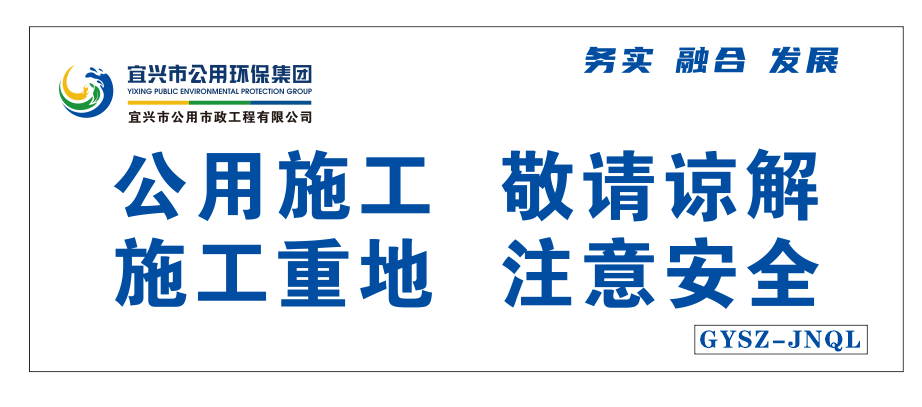 宜兴市公用环保集团
YIXING PUBLIC ENVIRONMENTAL PROTECTION GROUP
宜兴市公用市政工程有限公司
务实 融合 发展
公用施工 敬请谅解
施工重地 注意安全
GYSZ-JNQL